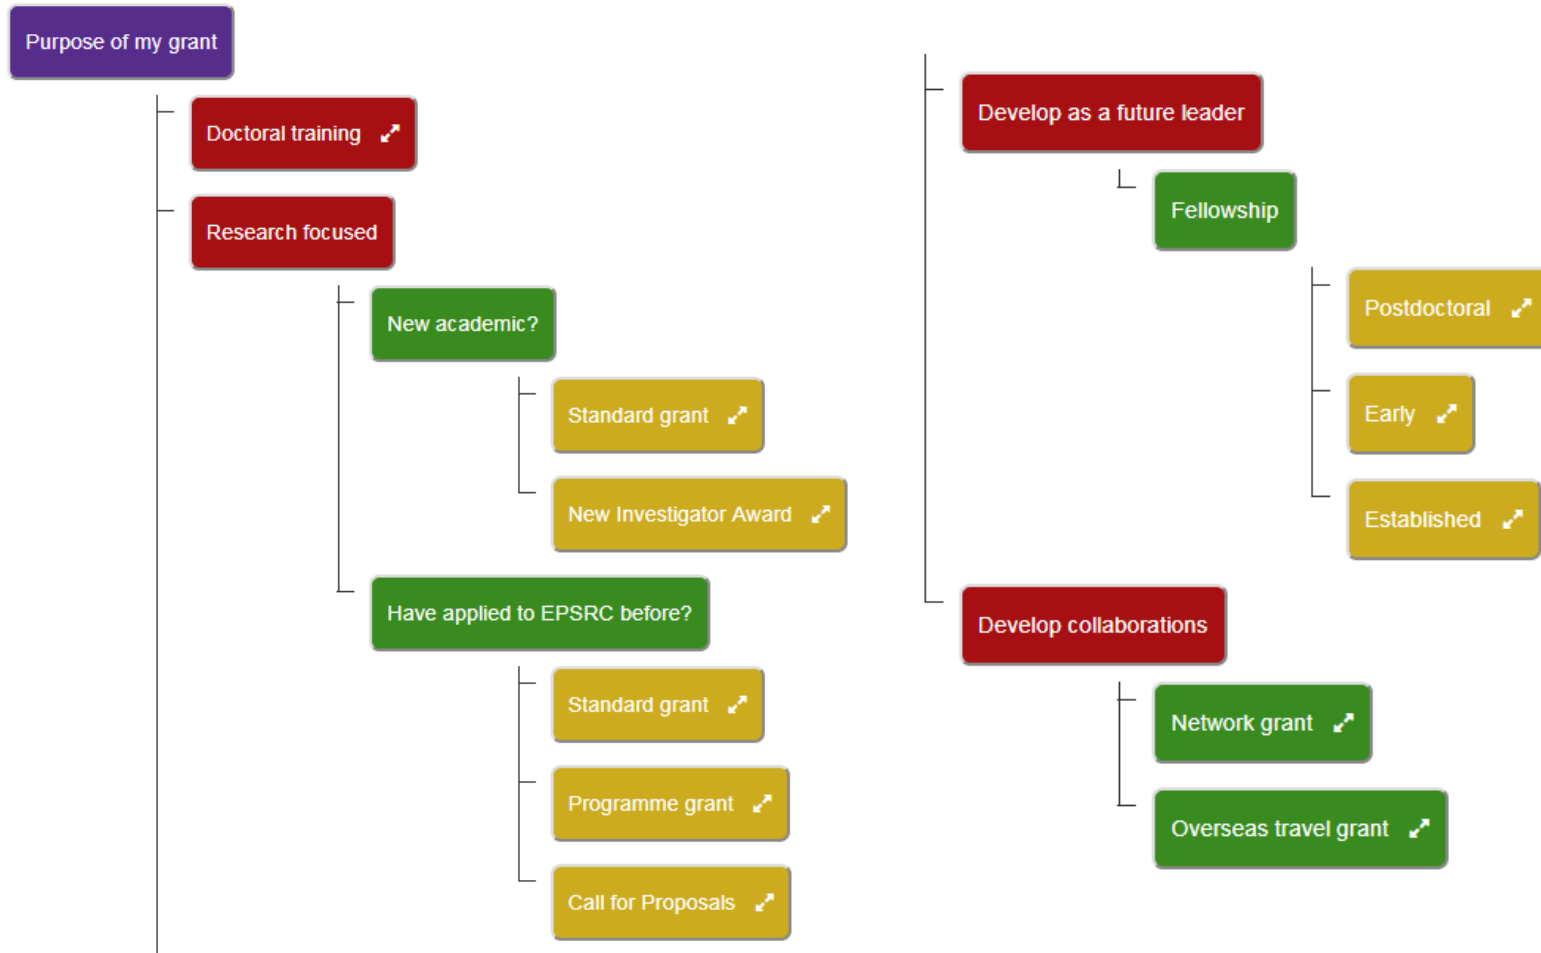 Purpose of my grant
Doctoral training
Research focused
New academic?
Standard grant
New Investigator Award
Have applied to EPSRC before?
Standard grant
Programme grant
Call for Proposals
Develop as a future leader
Fellowship
Postdoctoral
Early
Established
Develop collaborations
Network grant
Overseas travel grant